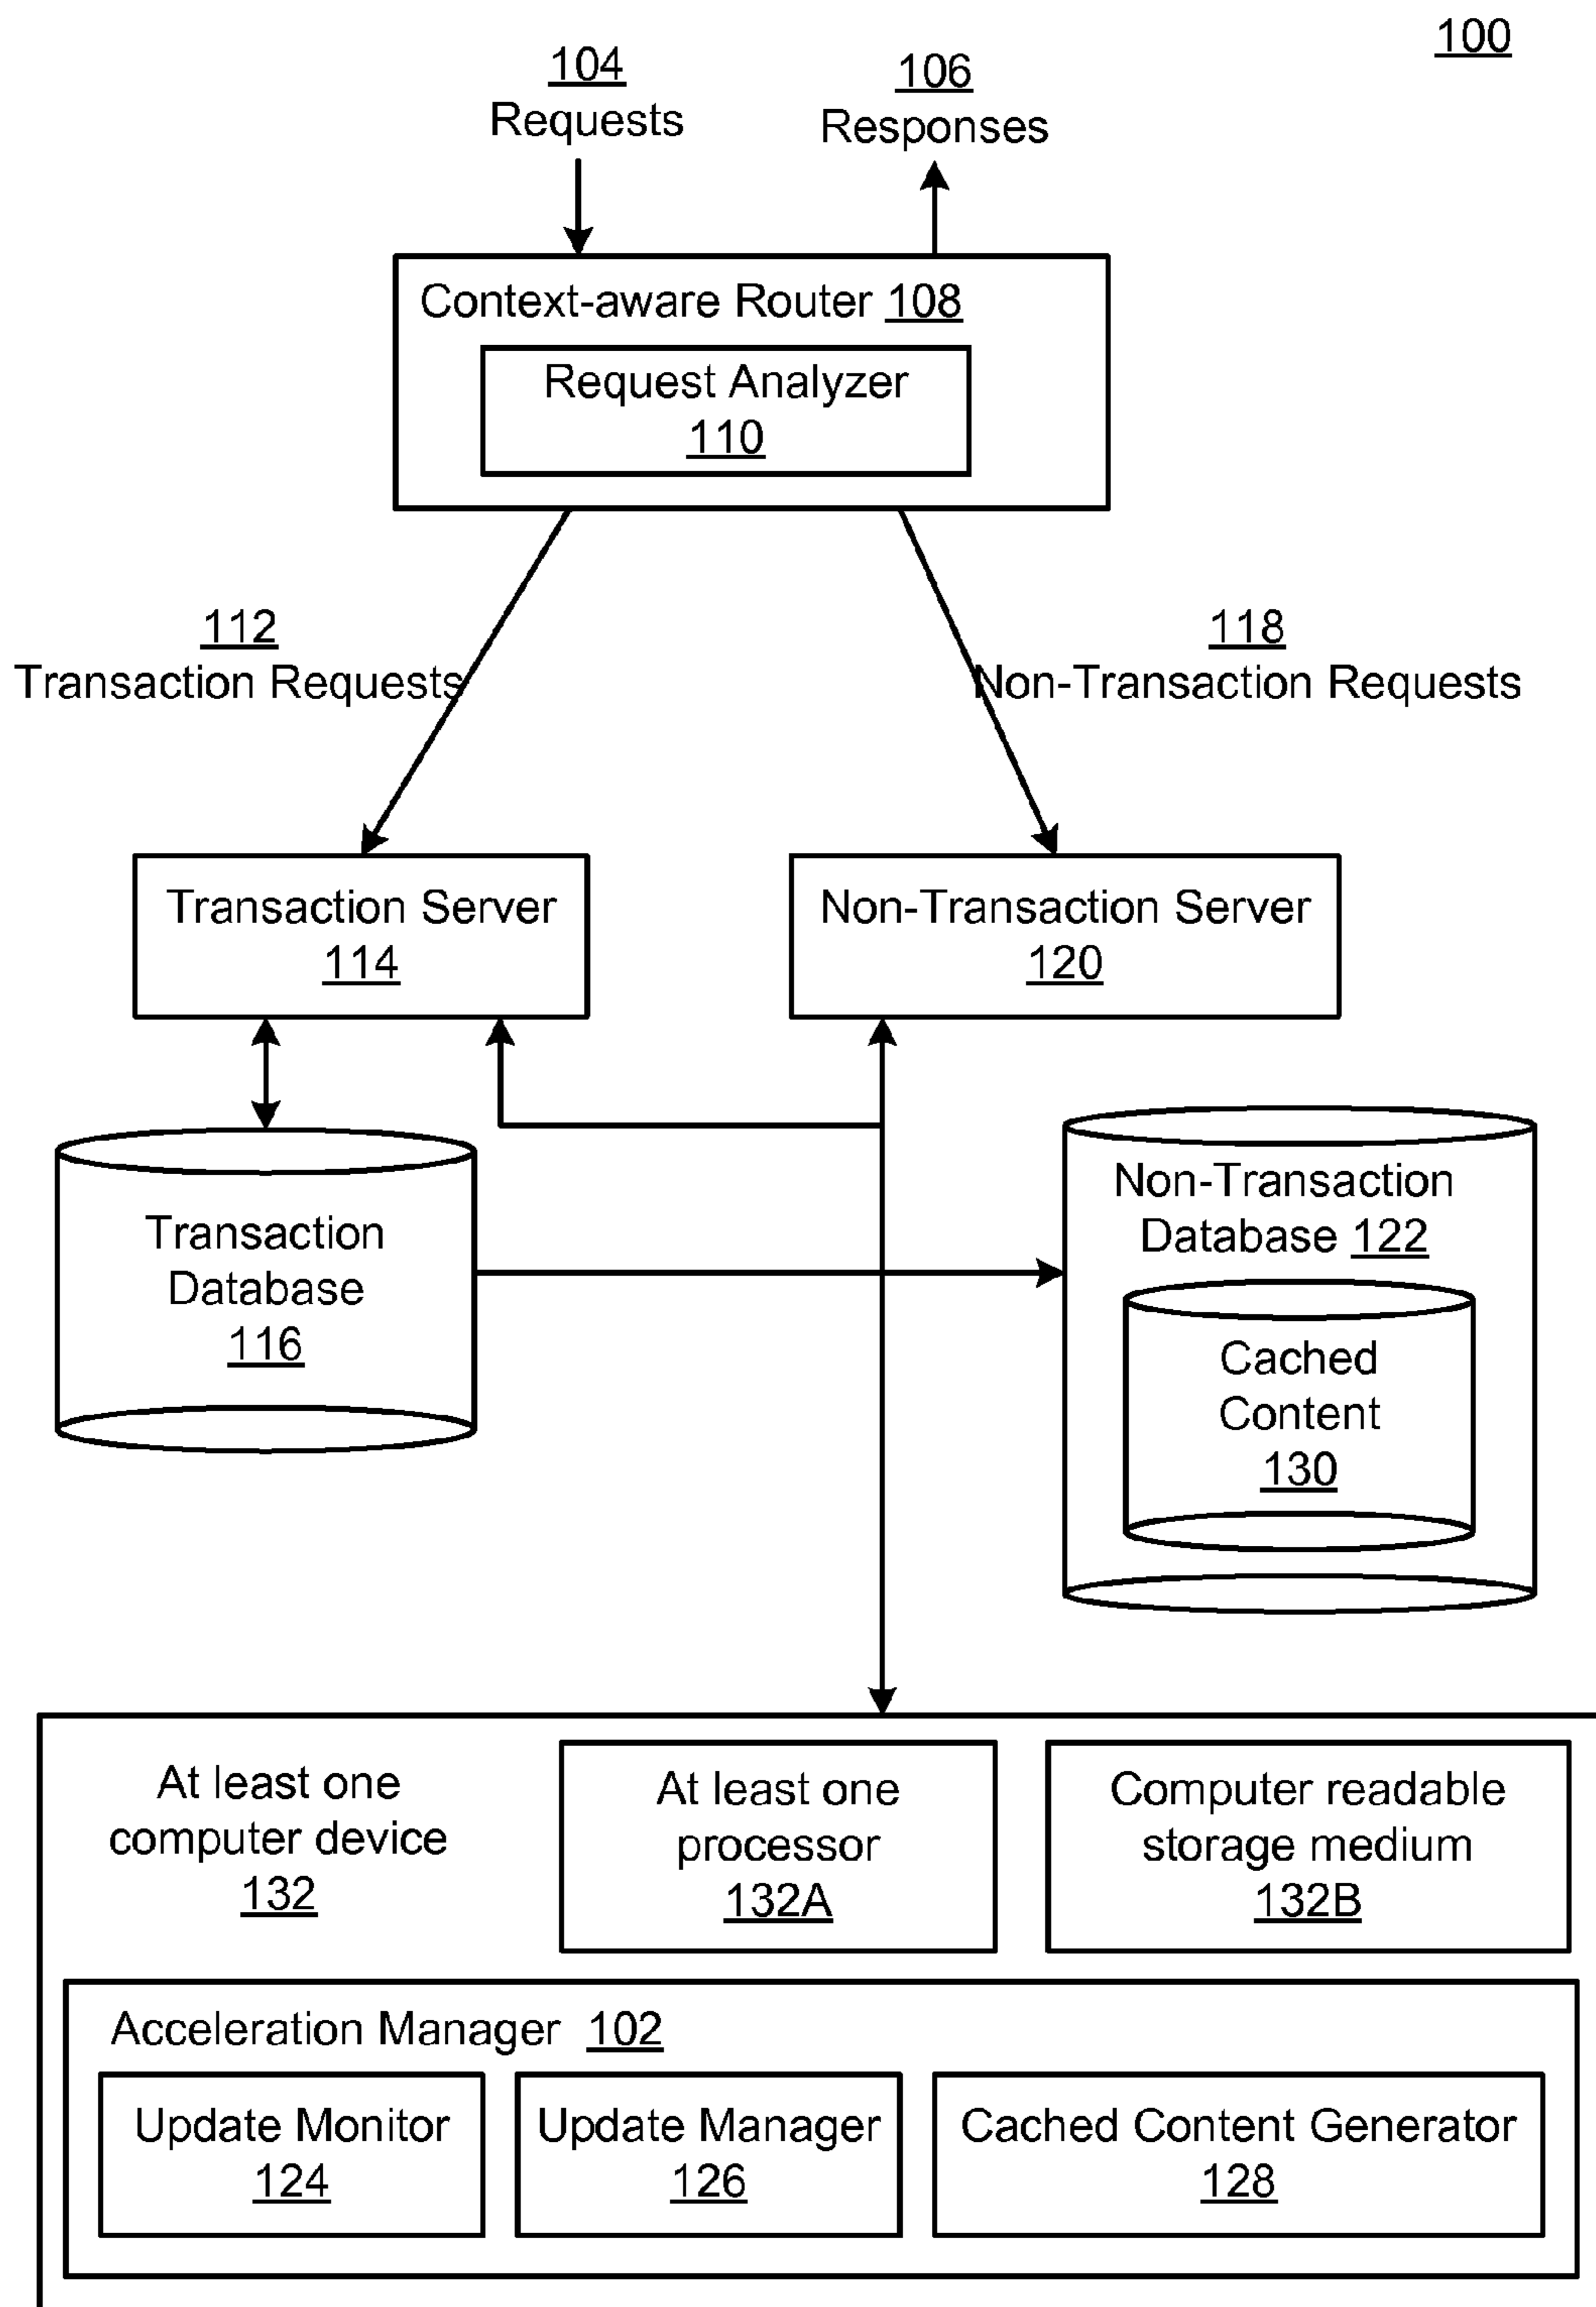 100
104
Requests
106
Responses
Context-aware Router 108
Request Analyzer
110
112
Transaction Requests
118
Non-Transaction Requests
Transaction Server
114
Non-Transaction Server
120
Transaction
Database
116
Non-Transaction
Database 122
Cached
Content
130
At least one
computer device
132
At least one
processor
132A
Computer readable
storage medium
132B
Acceleration Manager 102
Update Monitor
124
Update Manager
126
Cached Content Generator
128